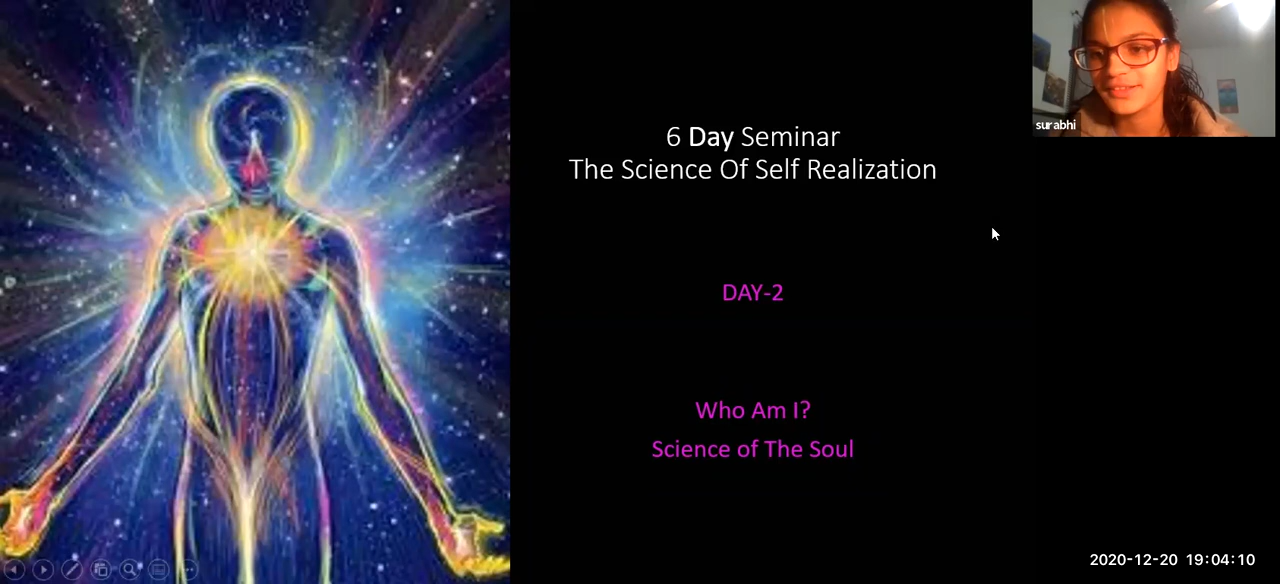 6 Day Seminar
The Science Of Self Realization
DAY-2
Who Am I?
Science of The Soul
surabhi
2020-12-20 19:04:10